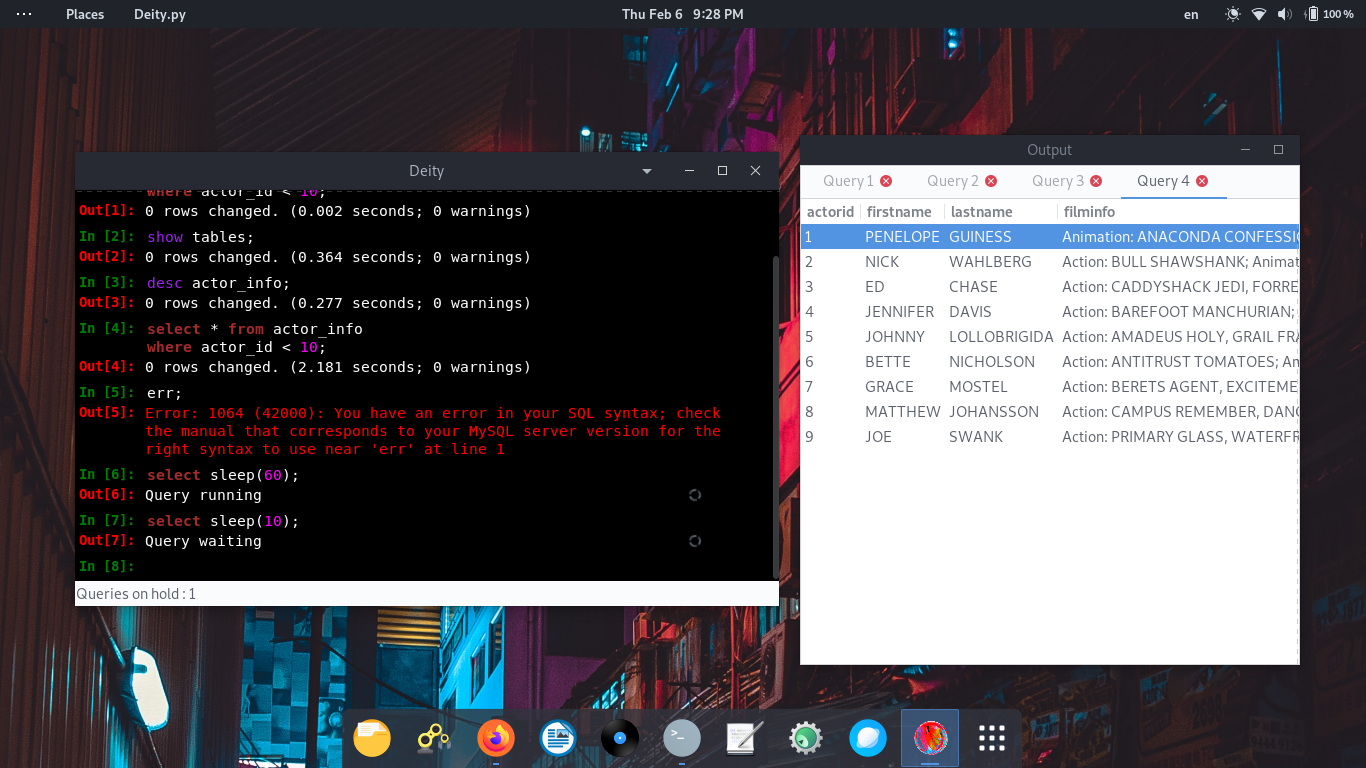 Places Deity.py Thu Feb 6 9:28 PM en 100 %
Deity
where actor_id < 10;
Out[1]: 0 rows changed. (0.002 seconds; 0 warnings)
In [2]: show tables;
Out[2]: 0 rows changed. (0.364 seconds; 0 warnings)
In [3]: desc actor_info;
Out[3]: 0 rows changed. (0.277 seconds; 0 warnings)
In [4]: select * from actor_info
where actor_id < 10;
Out[4]: 0 rows changed. (2.181 seconds; 0 warnings)
In [5]: err;
Out[5]: Error: 1064 (42000): You have an error in your SQL syntax; check
the manual that corresponds to your MySQL server version for the
right syntax to use near 'err' at line 1
In [6]: select sleep(60);
Out[6]: Query running
In [7]: select sleep(10);
Out[7]: Query waiting
In [8]:
Queries on hold : 1
Output
Query 1 Query 2 Query 3 Query 4
actorid firstname lastname filminfo
1 PENELOPE GUINESS Animation: ANACONDA CONFESSI
2 NICK WAHLBERG Action: BULL SHAWSHANK; Animat
3 ED CHASE Action: CADDYSHACK JEDI, FORRE
4 JENNIFER DAVIS Action: BAREFOOT MANCHURIAN;
5 JOHNNY LOLLOBRIGIDA Action: AMADEUS HOLY, GRAIL FRA
6 BETTE NICHOLSON Action: ANTITRUST TOMATOES; An
7 GRACE MOSTEL Action: BERETS AGENT, EXCITEME
8 MATTHEW JOHANSSON Action: CAMPUS REMEMBER, DANC
9 JOE SWANK Action: PRIMARY GLASS, WATERFR